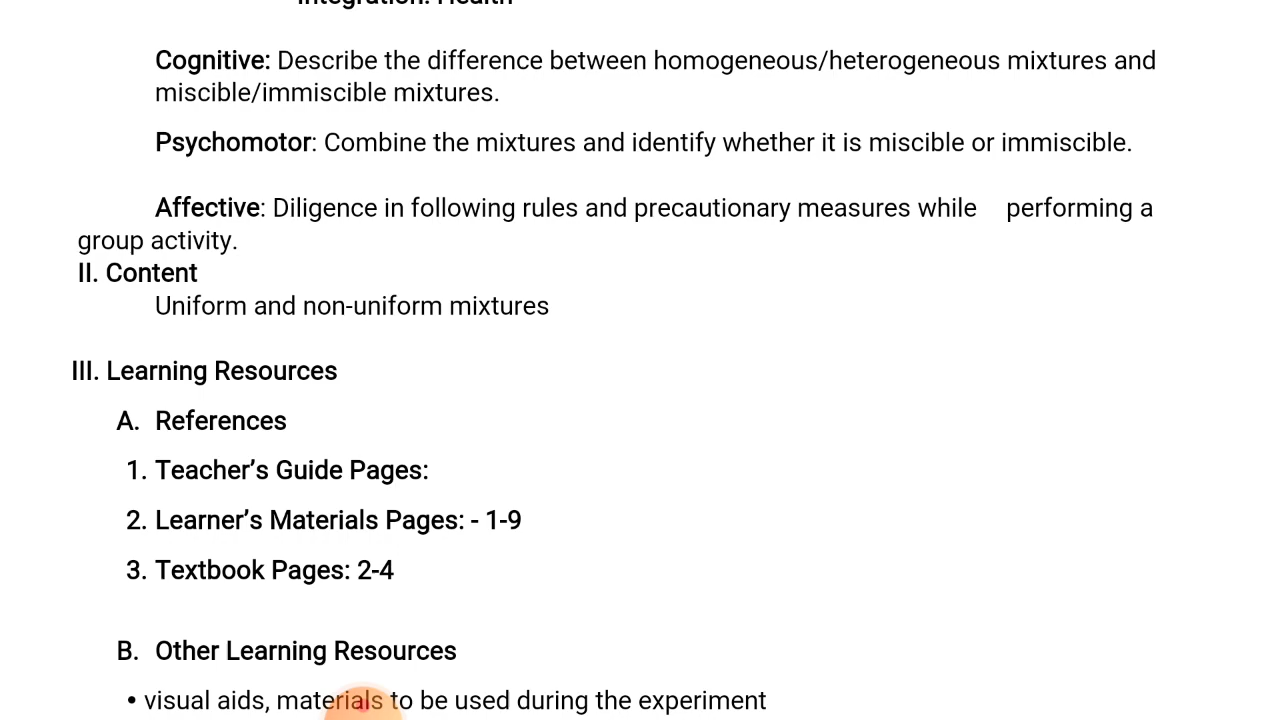 Integration: Health
Cognitive: Describe the difference between homogeneous/heterogeneous mixtures and
miscible/immiscible mixtures.
Psychomotor: Combine the mixtures and identify whether it is miscible or immiscible.
Affective: Diligence in following rules and precautionary measures while performing a
group activity.
II. Content
Uniform and non-uniform mixtures
III. Learning Resources
A. References
1. Teacher’s Guide Pages:
2. Learner’s Materials Pages: - 1-9
3. Textbook Pages: 2-4
B. Other Learning Resources
• visual aids, materials to be used during the experiment